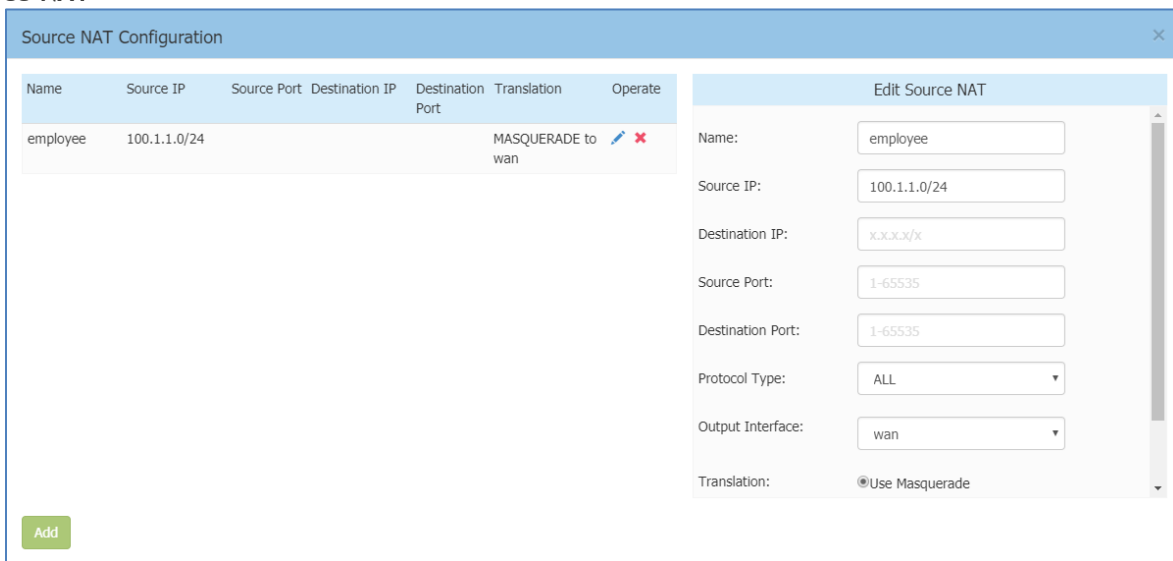 Source NAT Configuration
Name Source IP Source Port Destination IP Destination Port Translation Operate
employee 100.1.1.0/24 MASQUERADE to wan
Edit Source NAT
Name: employee
Source IP: 100.1.1.0/24
Destination IP: x.x.x.x/x
Source Port: 1-65535
Destination Port: 1-65535
Protocol Type: ALL
Output Interface: wan
Translation: Use Masquerade
Add